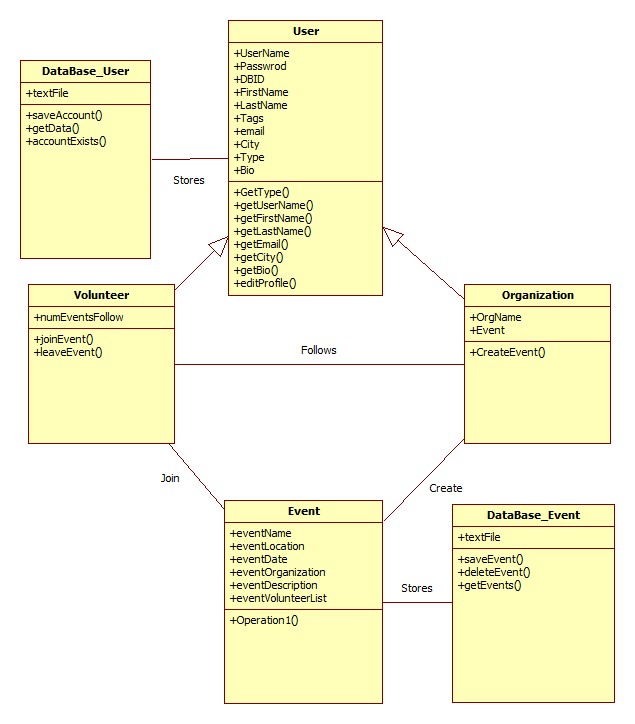 User
+UserName
+Passwrod
+DBID
+FirstName
+LastName
+Tags
+email
+City
+Type
+Bio
+GetType()
+getUserName()
+getFirstName()
+getLastName()
+getEmail()
+getCity()
+getBio()
+editProfile()
DataBase_User
+textFile
+saveAccount()
+getData()
+accountExists()
Stores
Volunteer
+numEventsFollow
+joinEvent()
+leaveEvent()
Organization
+OrgName
+Event
+CreateEvent()
Follows
Join
Create
Event
+eventName
+eventLocation
+eventDate
+eventOrganization
+eventDescription
+eventVolunteerList
+Operation1()
Stores
DataBase_Event
+textFile
+saveEvent()
+deleteEvent()
+getEvents()